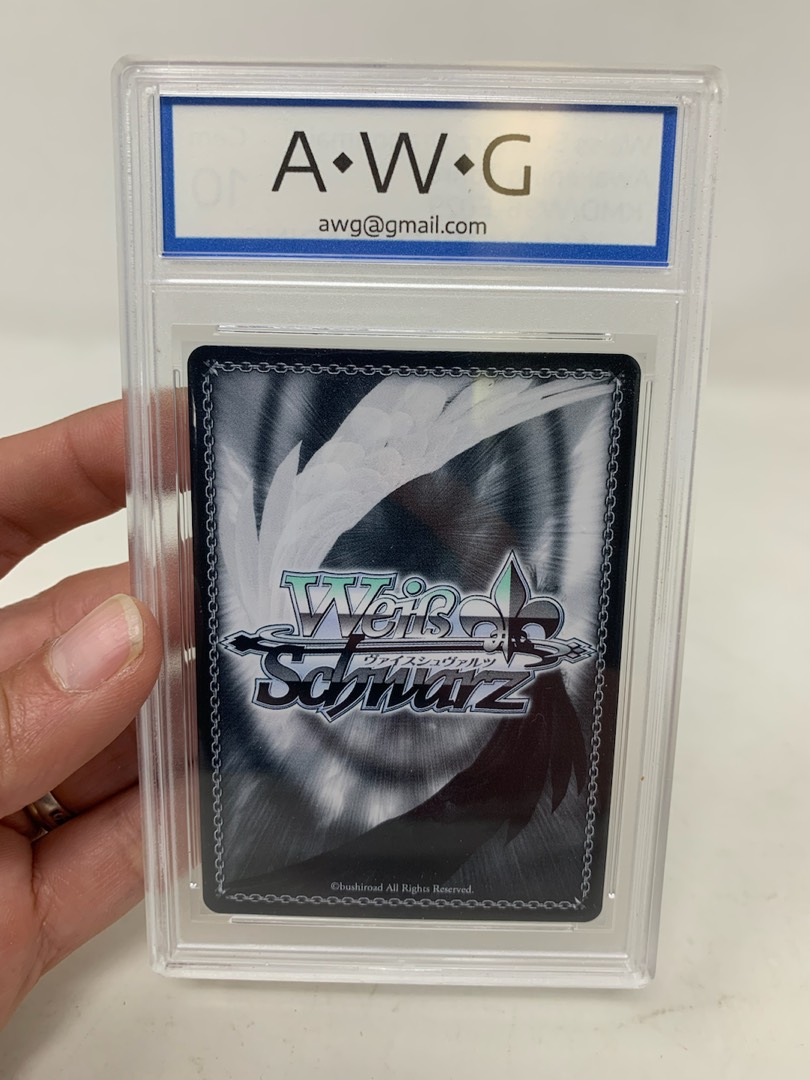 A◆W◆G
awg@gmail.com
Weiß
ヴァイスシュヴァルツ
Schwarz
©bushiroad All Rights Reserved.